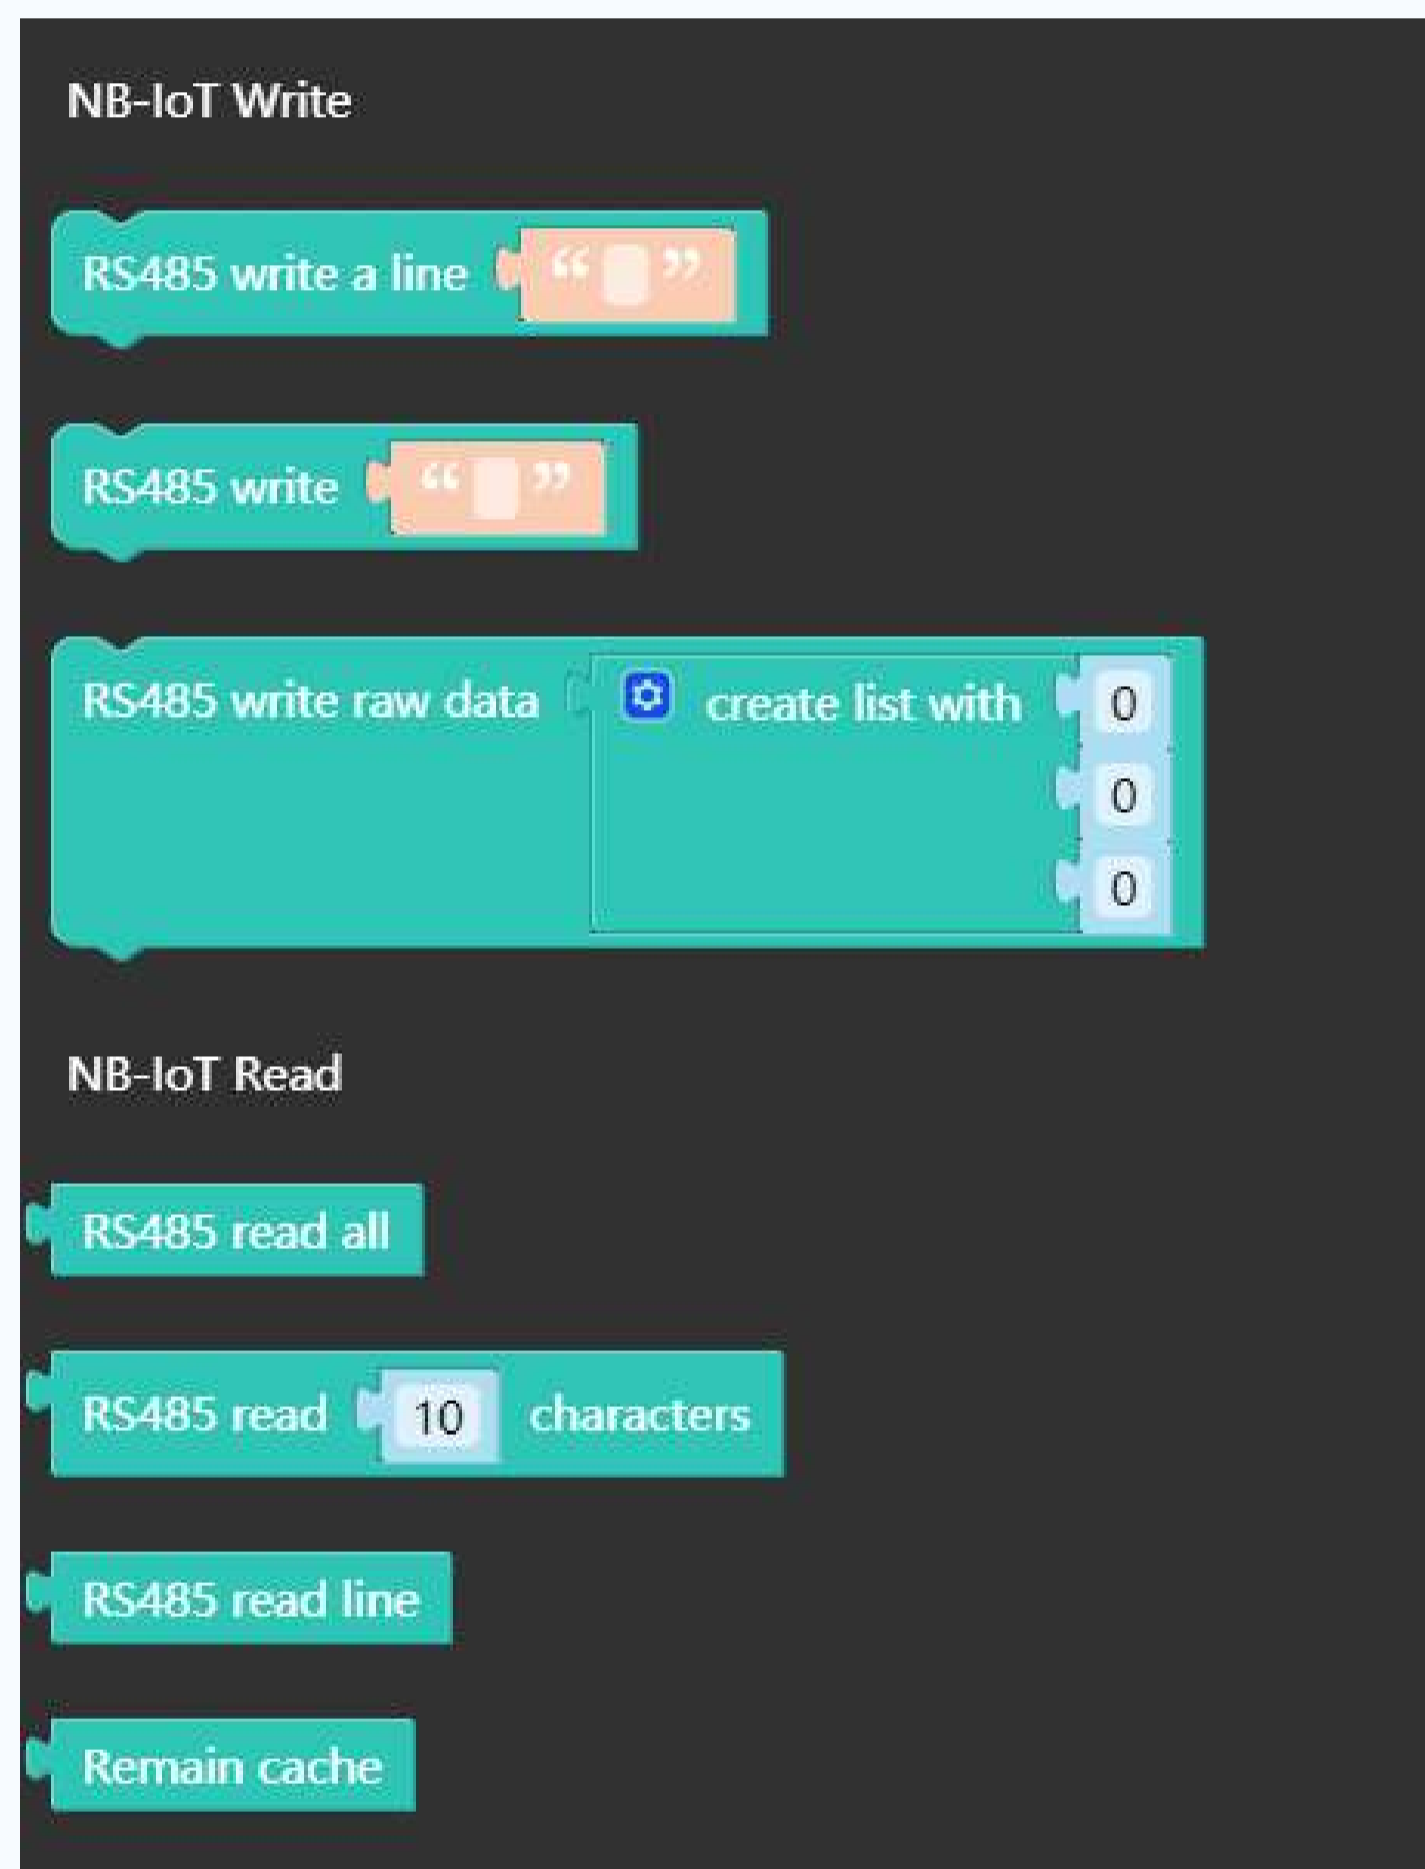 NB-IoT Write
RS485 write a line “ ”
RS485 write “ ”
RS485 write raw data create list with 0
0
0
NB-IoT Read
RS485 read all
RS485 read 10 characters
RS485 read line
Remain cache